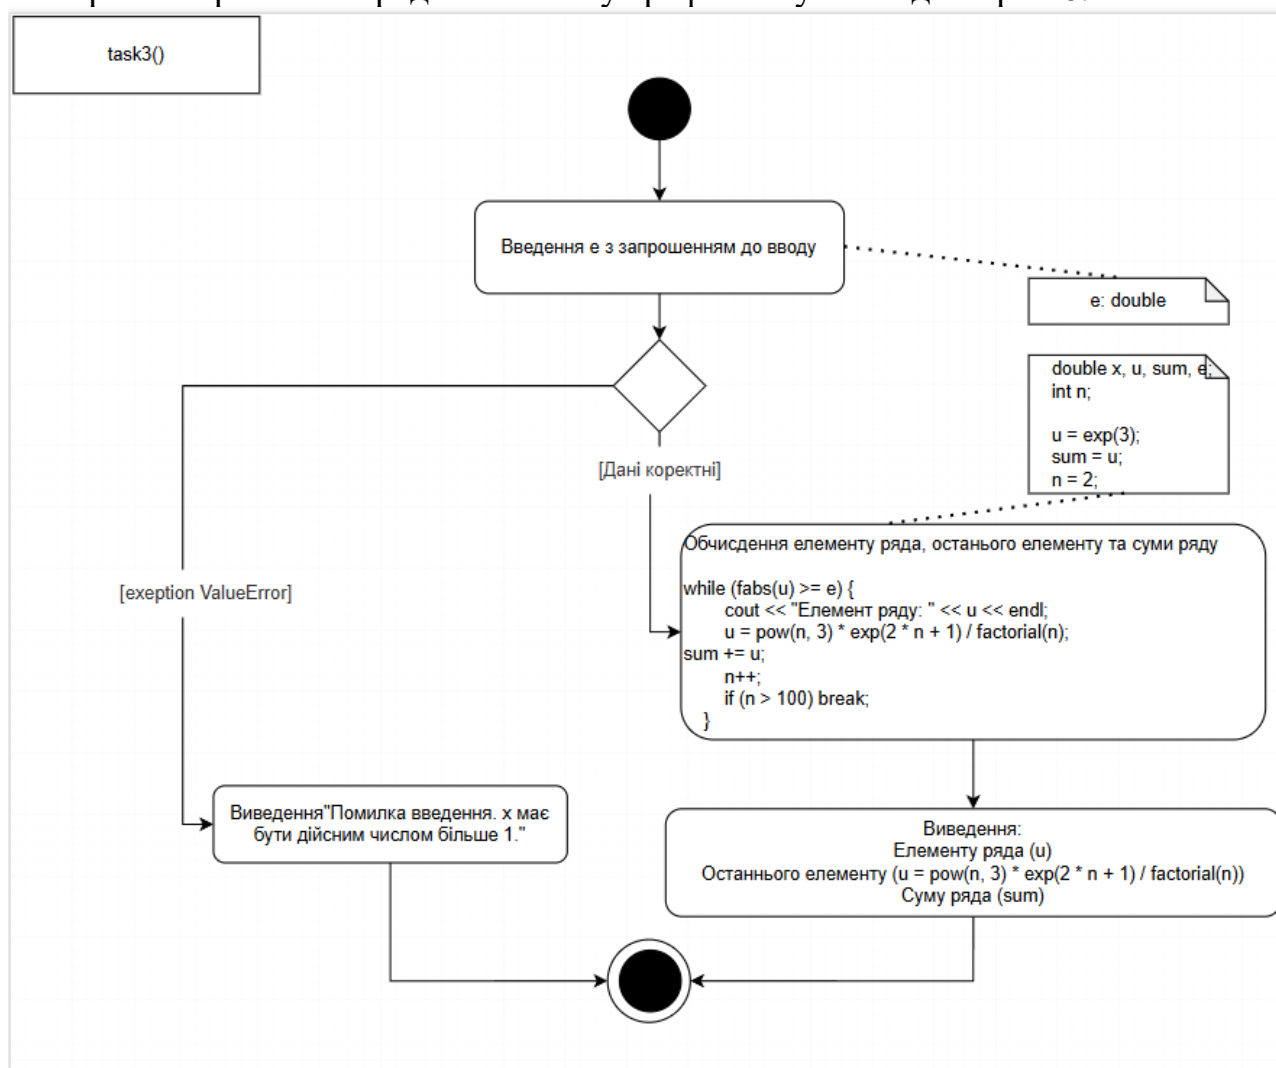 task3()
Введення е з запрошенням до вводу
e: double
double x, u, sum, e;
int n;
u = exp(3);
sum = u;
n = 2;
[Дані коректні]
Обчисдення елементу ряда, останього елементу та суми ряду
while (fabs(u) >= e) {
cout << "Елемент ряду: " << u << endl;
u = pow(n, 3) * exp(2 * n + 1) / factorial(n);
sum += u;
n++;
if (n > 100) break;
}
[exeption ValueError]
Виведення"Помилка введення. х має
бути дійсним числом більше 1."
Виведення:
Елементу ряда (u)
Останнього елементу (u = pow(n, 3) * exp(2 * n + 1) / factorial(n))
Суму ряда (sum)